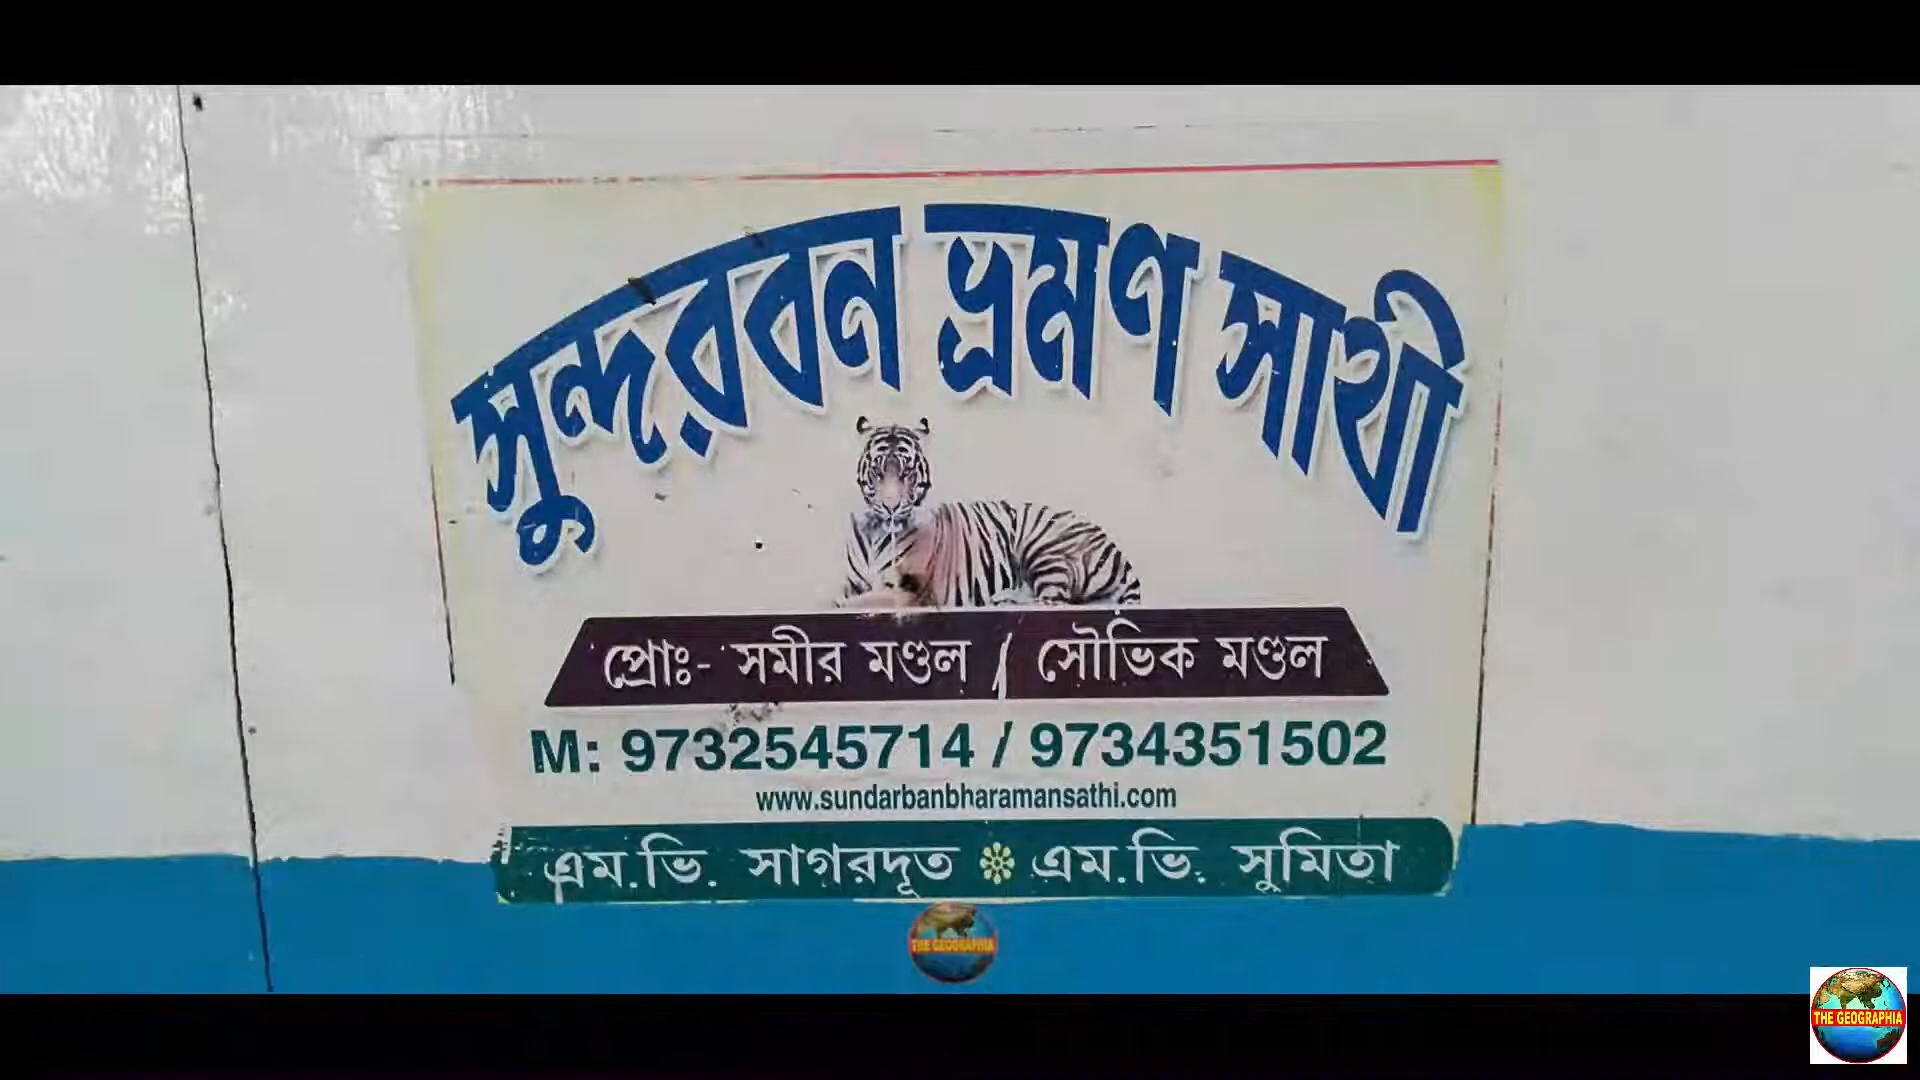 সুন্দরবন ভ্রমণ সাথী
প্রোঃ- সমীর মণ্ডল / সৌভিক মণ্ডল
M: 9732545714 / 9734351502
www.sundarbanbharamansathi.com
এম.ভি. সাগরদূত ❊ এম.ভি. সুমিতা
THE GEOGRAPHIA
THE GEOGRAPHIA